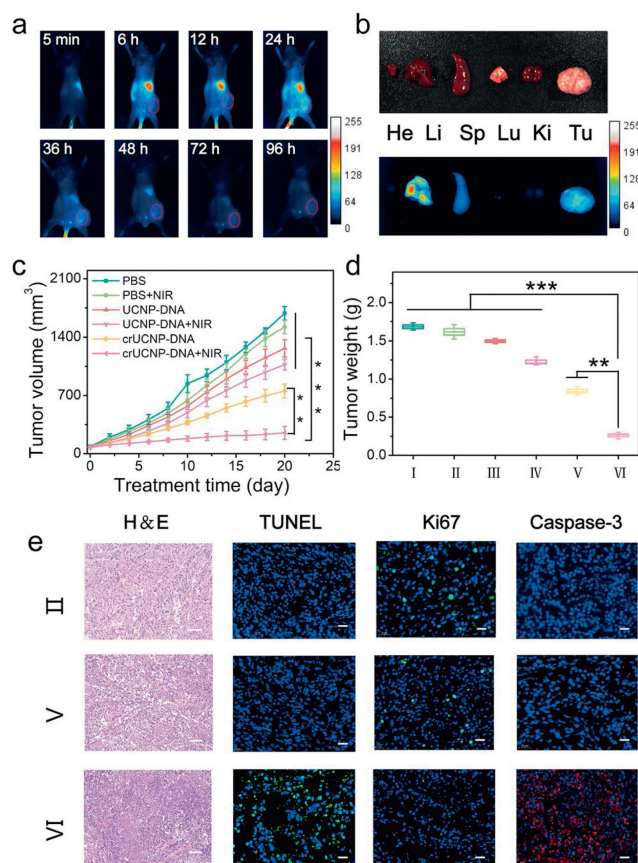 a
5 min
6 h
12 h
24 h
36 h
48 h
72 h
96 h
255
191
128
64
0
b
He Li Sp Lu Ki Tu
255
191
128
64
0
c
Tumor volume (mm³)
2100
1400
700
0
PBS
PBS+NIR
UCNP-DNA
UCNP-DNA+NIR
crUCNP-DNA
crUCNP-DNA+NIR
* * *
* *
0 5 10 15 20
Treatment time (day)
d
Tumor weight (g)
2.0
1.5
1.0
0.5
0.0
***
**
I II III IV V VI
e
H&E TUNEL Ki67 Caspase-3
II
V
VI